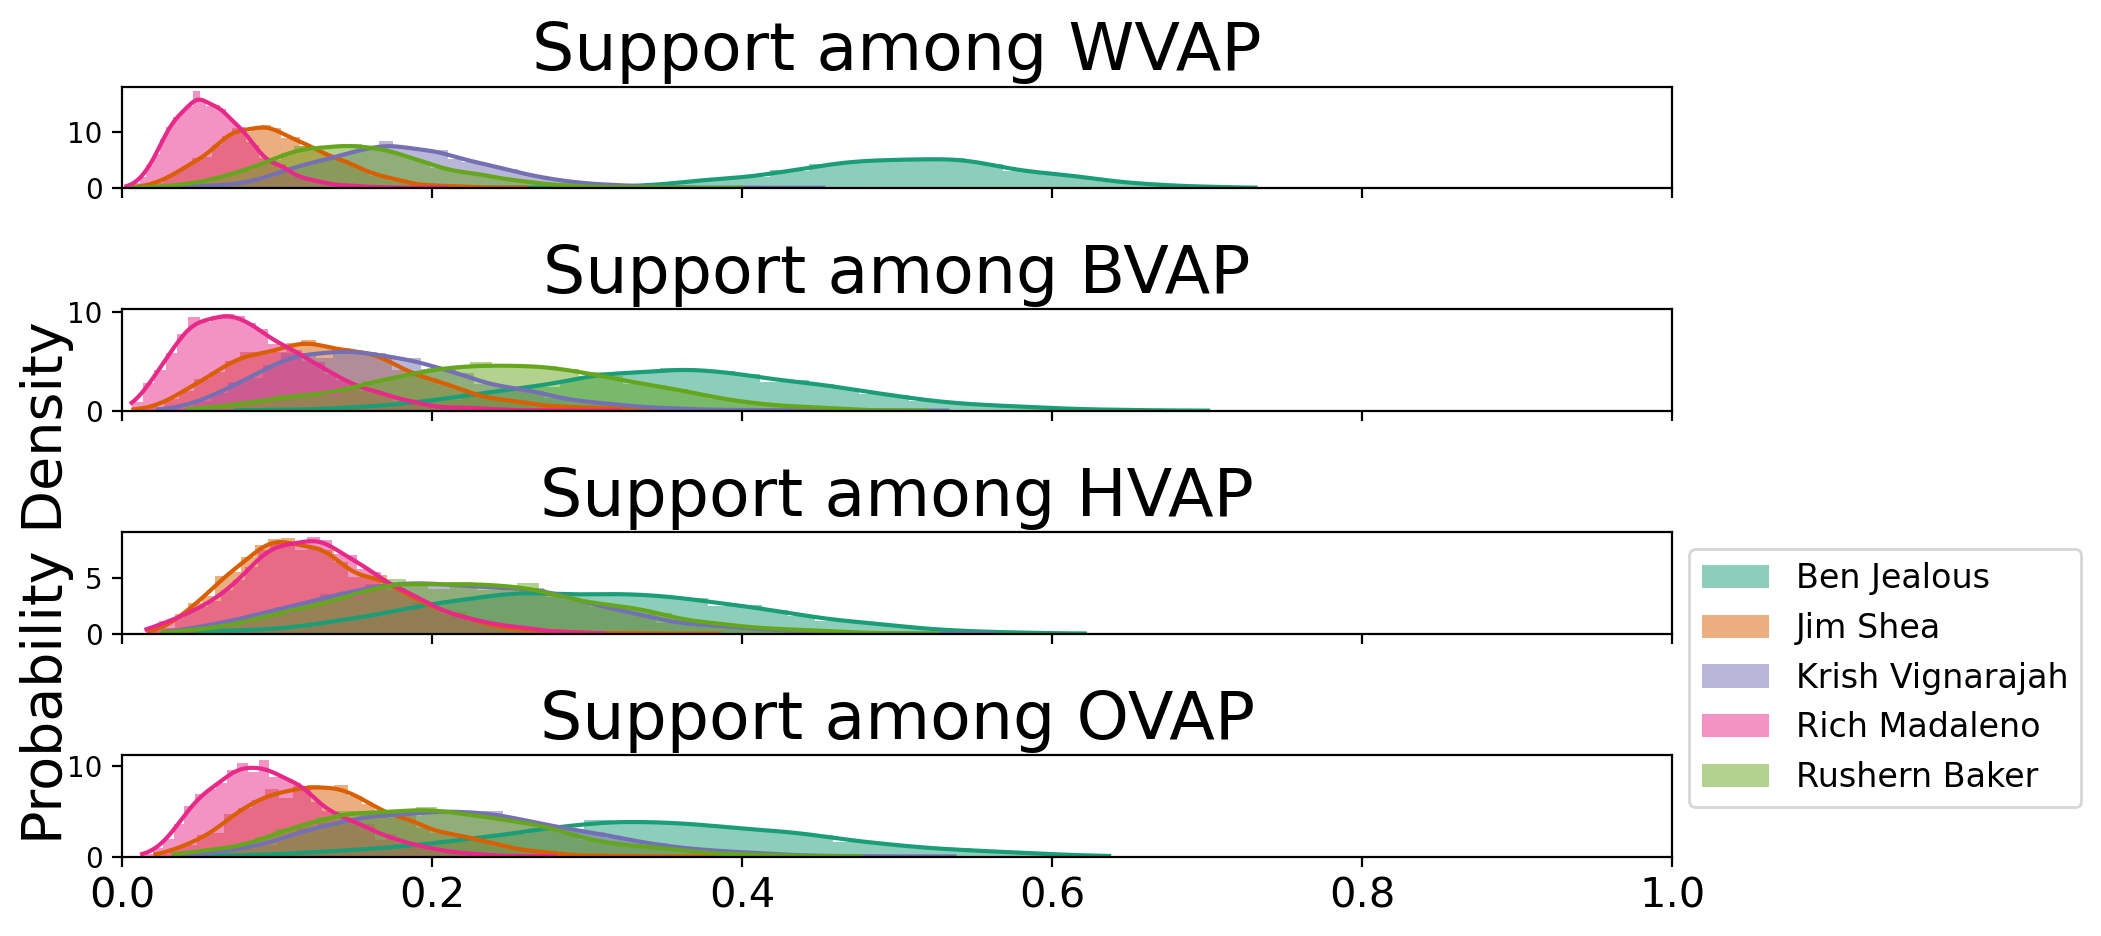 Support among WVAP
10
0
Support among BVAP
10
0
Probability Density
Support among HVAP
5
0
Support among OVAP
10
0
0.0 0.2 0.4 0.6 0.8 1.0
Ben Jealous
Jim Shea
Krish Vignarajah
Rich Madaleno
Rushern Baker